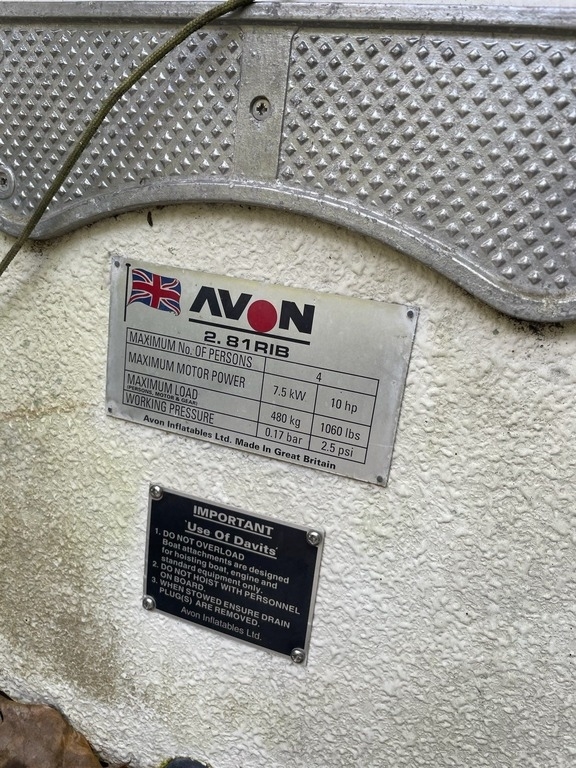 AVON
2.81RIB
MAXIMUM No. OF PERSONS 4
MAXIMUM MOTOR POWER 7.5 kW 10 hp
MAXIMUM LOAD 480 kg 1060 lbs
(PERSONS, MOTOR & GEAR)
WORKING PRESSURE 0.17 bar 2.5 psi
Avon Inflatables Ltd. Made In Great Britain
IMPORTANT
'Use Of Davits'
1. DO NOT OVERLOAD
Boat attachments are designed
for hoisting boat, engine and
standard equipment only.
2. DO NOT HOIST WITH PERSONNEL
ON BOARD.
3. WHEN STOWED ENSURE DRAIN
PLUG(S) ARE REMOVED.
Avon Inflatables Ltd.